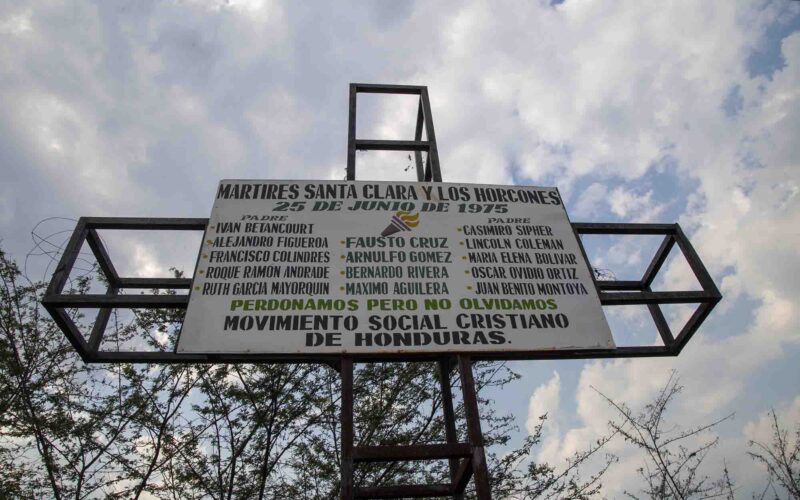 MARTIRES SANTA CLARA Y LOS HORCONES
25 DE JUNIO DE 1975
PADRE
•IVAN BETANCOURT
•ALEJANDRO FIGUEROA
•FRANCISCO COLINDRES
•ROQUE RAMON ANDRADE
•RUTH GARCIA MAYORQUIN
•FAUSTO CRUZ
•ARNULFO GOMEZ
•BERNARDO RIVERA
•MAXIMO AGUILERA
PADRE
•CASIMIRO SIPHER
•LINCOLN COLEMAN
•MARIA ELENA BOLIVAR
•OSCAR OVIDIO ORTIZ
•JUAN BENITO MONTOYA
PERDONAMOS PERO NO OLVIDAMOS
MOVIMIENTO SOCIAL CRISTIANO
DE HONDURAS.